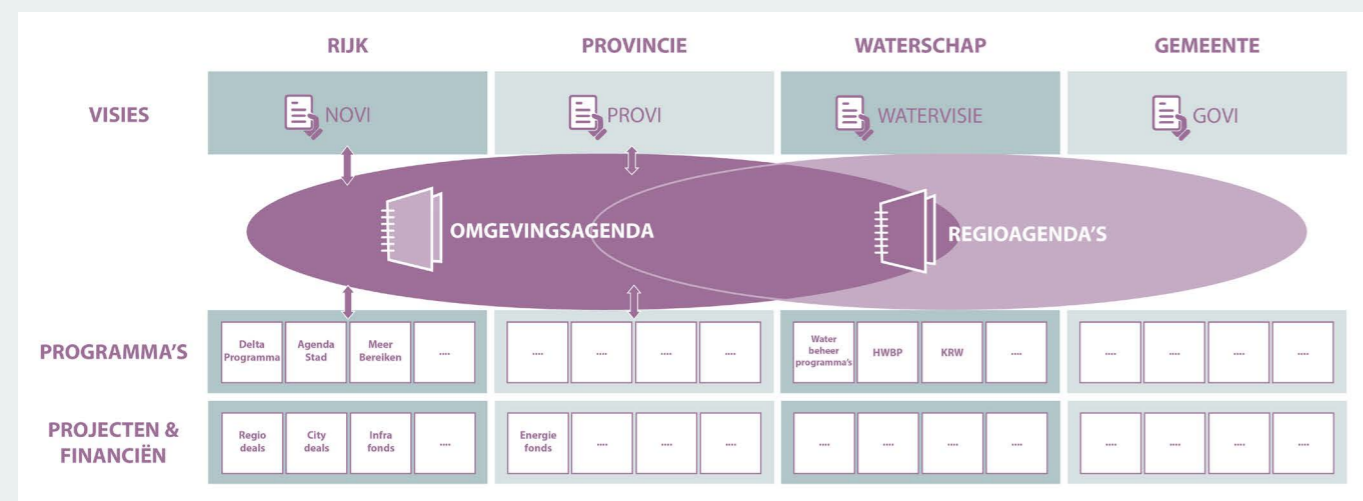 RIJK PROVINCIE WATERSCHAP GEMEENTE
VISIES NOVI PROVI WATERVISIE GOVI
OMGEVINGSAGENDA REGIOAGENDA'S
PROGRAMMA'S
Delta
Programma
Agenda
Stad
Meer
Bereiken
....
....
....
....
....
Water
beheer
programma's
HWBP
KRW
....
....
....
....
....
PROJECTEN &
FINANCIËN
Regio
deals
City
deals
Infra
fonds
....
Energie
fonds
....
....
....
....
....
....
....
....
....
....
....